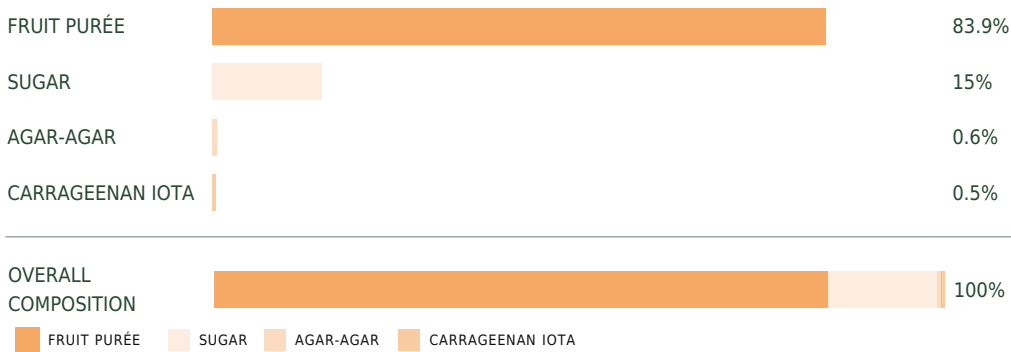 FRUIT PURÉE 83.9%
SUGAR 15%
AGAR-AGAR 0.6%
CARRAGEENAN IOTA 0.5%
OVERALL
COMPOSITION 100%
FRUIT PURÉE SUGAR AGAR-AGAR CARRAGEENAN IOTA